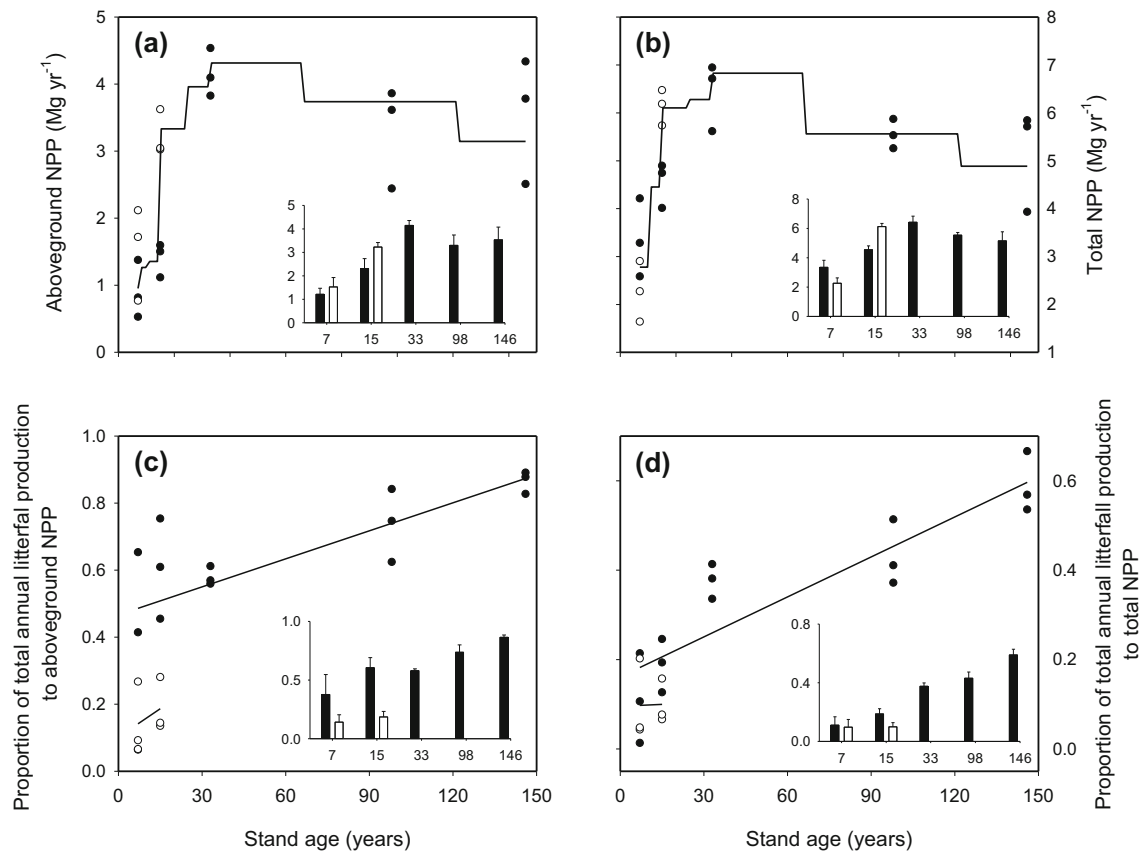 (a)
Aboveground NPP (Mg yr-1)
5
4
3
2
1
0
5
4
3
2
1
0
7 15 33 98 146
(b)
Total NPP (Mg yr-1)
8
7
6
5
4
3
2
1
8
6
4
2
0
7 15 33 98 146
(c)
Proportion of total annual litterfal production
to aboveground NPP
1.0
0.8
0.6
0.4
0.2
0.0
1.0
0.5
0.0
7 15 33 98 146
0 30 60 90 120 150
Stand age (years)
(d)
Proportion of total annual litterfall production
to total NPP
0.6
0.4
0.2
0.0
0.8
0.4
0.0
7 15 33 98 146
0 30 60 90 120 150
Stand age (years)